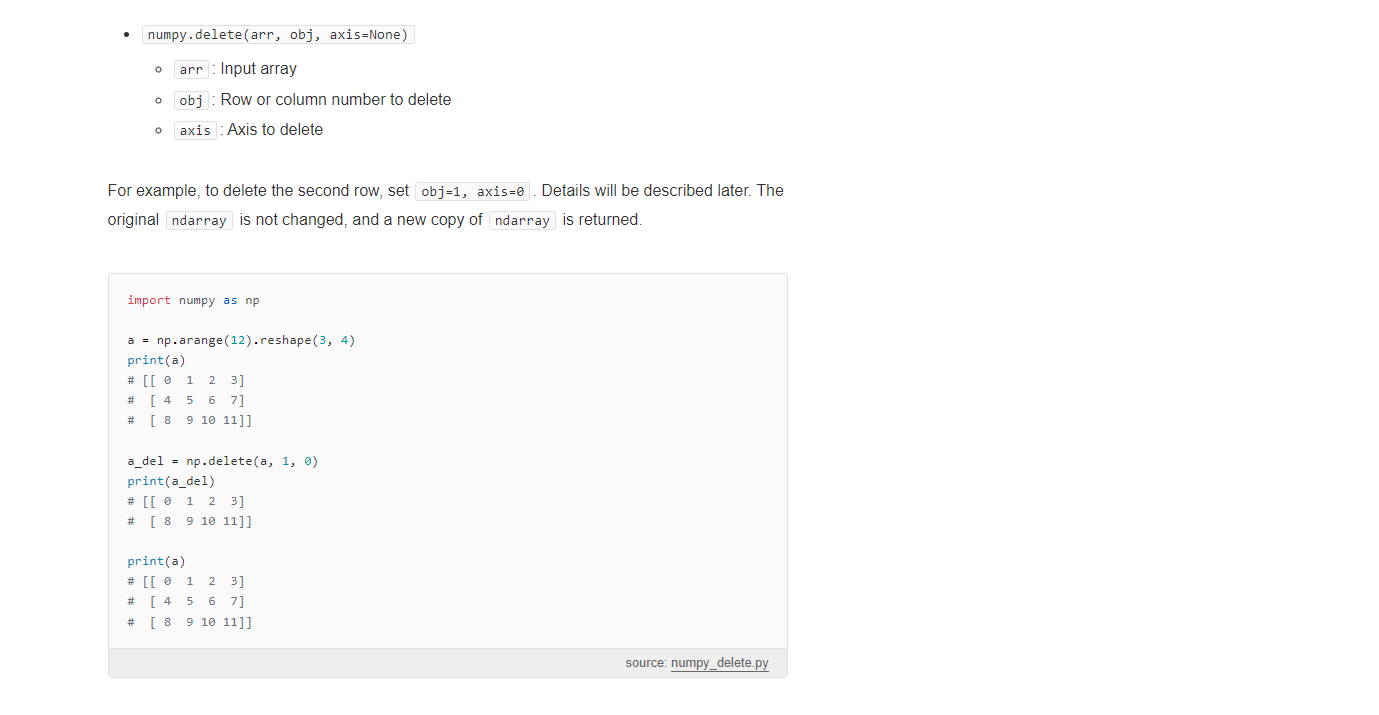 numpy.delete(arr, obj, axis=None)
arr : Input array
obj : Row or column number to delete
axis : Axis to delete
For example, to delete the second row, set obj=1, axis=0 . Details will be described later. The
original ndarray is not changed, and a new copy of ndarray is returned.
import numpy as np
a = np.arange(12).reshape(3, 4)
print(a)
# [[ 0  1  2  3]
#  [ 4  5  6  7]
#  [ 8  9 10 11]]
a_del = np.delete(a, 1, 0)
print(a_del)
# [[ 0  1  2  3]
#  [ 8  9 10 11]]
print(a)
# [[ 0  1  2  3]
#  [ 4  5  6  7]
#  [ 8  9 10 11]]
source: numpy_delete.py